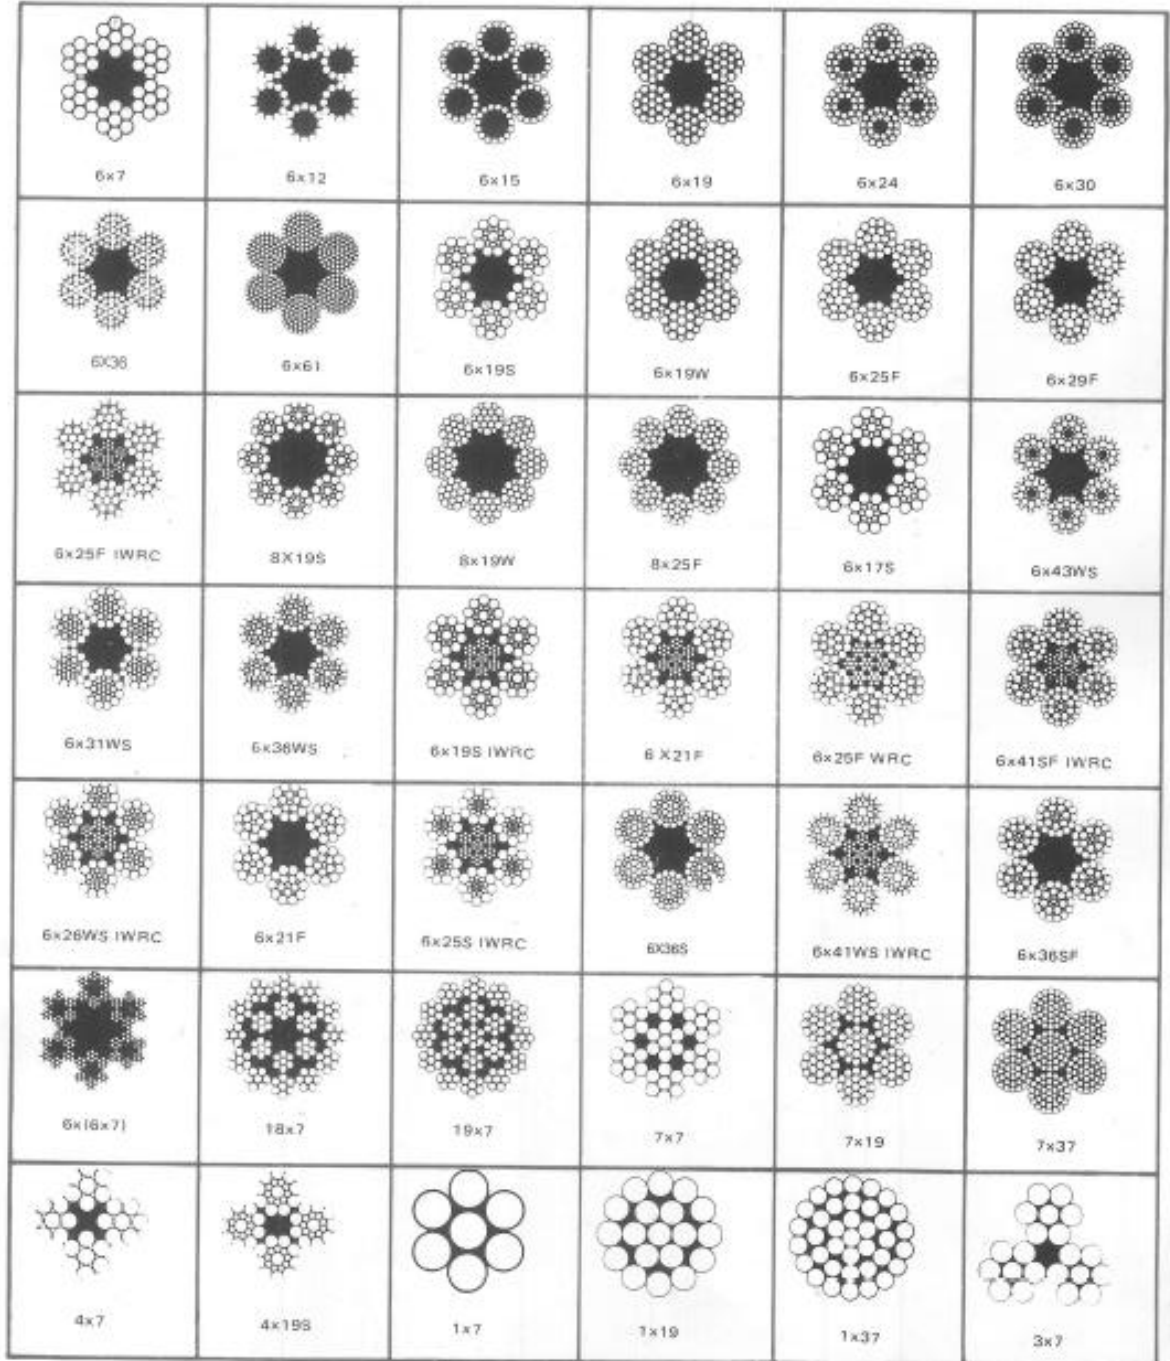 6x7
6x12
6x15
6x19
6x24
6x30
6X36
6x61
6x19S
6x19W
6x25F
6x29F
6x25F IWRC
8X19S
8x19W
8x25F
6x17S
6x43WS
6x31WS
6x36WS
6x19S IWRC
6 X21F
6x25F WRC
6x41SF IWRC
6x26WS IWRC
6x21F
6x25S IWRC
6X36S
6x41WS IWRC
6x36SF
6x(6x7)
18x7
19x7
7x7
7x19
7x37
4x7
4x19S
1x7
1x19
1x37
3x7